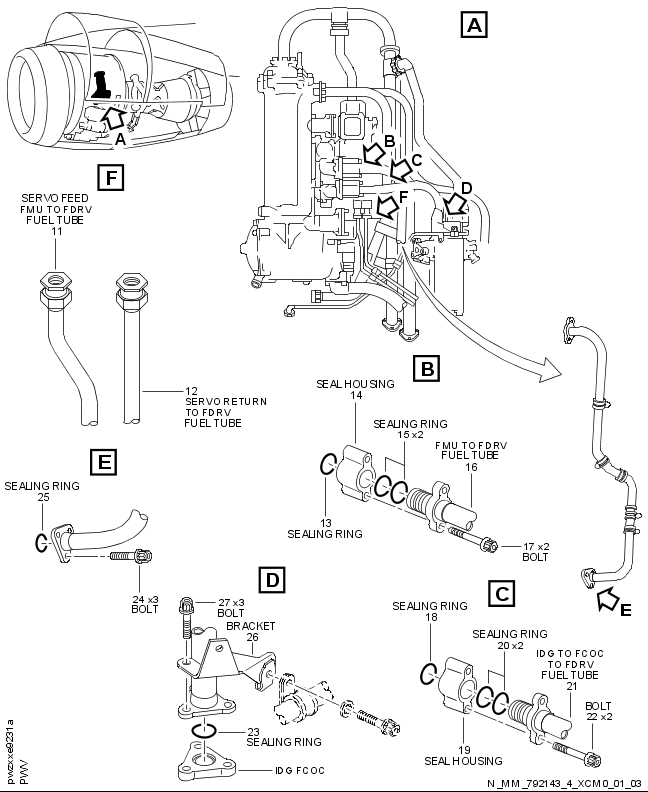 A
A
B
C
D
F
F
SERVO FEED
FMU TO FDRV
FUEL TUBE
11
12
SERVO RETURN
TO FDRV
FUEL TUBE
B
SEAL HOUSING
14
SEALING RING
15 x2
FMU TO FDRV
FUEL TUBE
16
13
SEALING RING
17 x2
BOLT
E
SEALING RING
25
24 x3
BOLT
E
D
27 x3
BOLT
BRACKET
26
23
SEALING RING
IDG FCOC
C
SEALING RING
18
SEALING RING
20 x2
IDG TO FCOC
TO FDRV
FUEL TUBE
21
BOLT
22 x2
19
SEAL HOUSING
pwzxxe9231a
PWV
N_MM_792143_4_XCM0_01_03